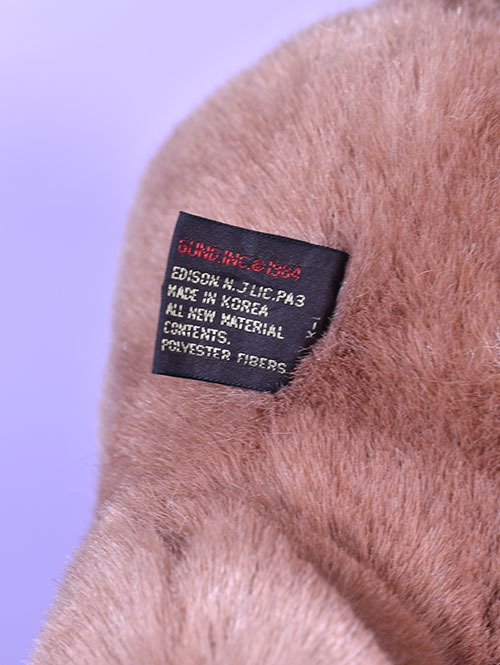 GUND.INC.©1984
EDISON. N.J LIC.PA3
MADE IN KOREA
ALL NEW MATERIAL
CONTENTS.
POLYESTER FIBERS